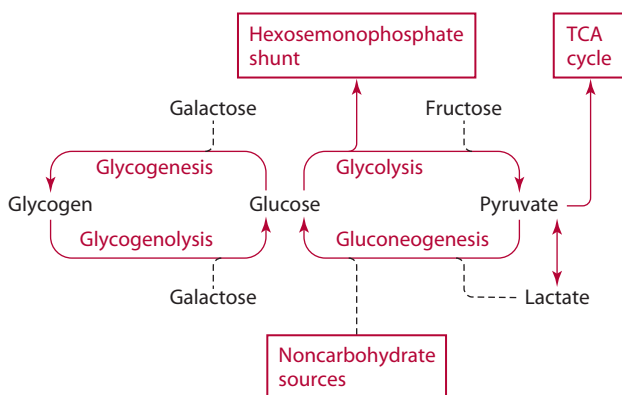 Hexosemonophosphate
shunt
TCA
cycle
Galactose
Fructose
Glycogenesis
Glycolysis
Glycogen
Glucose
Pyruvate
Glycogenolysis
Gluconeogenesis
Galactose
Lactate
Noncarbohydrate
sources